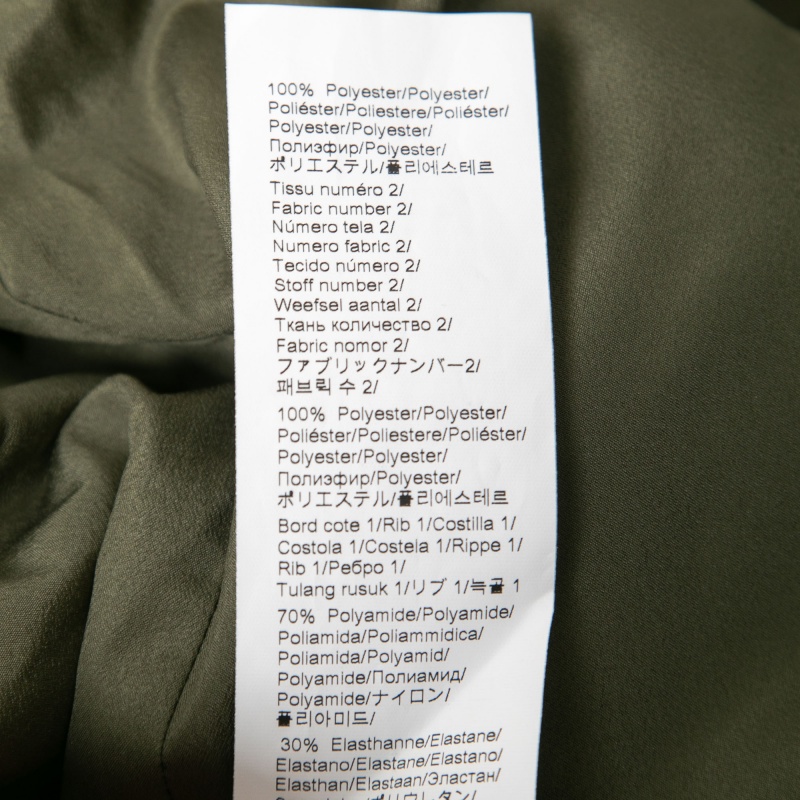 100% Polyester/Polyester/
Poliéster/Poliestere/Poliéster/
Polyester/Polyester/
Полиэфир/Polyester/
ポリエステル/폴리에스테르
Tissu numéro 2/
Fabric number 2/
Número tela 2/
Numero fabric 2/
Tecido número 2/
Stoff number 2/
Weefsel aantal 2/
Ткань количество 2/
Fabric nomor 2/
ファブリックナンバー2/
패브릭 수 2/
100% Polyester/Polyester/
Poliéster/Poliestere/Poliéster/
Polyester/Polyester/
Полиэфир/Polyester/
ポリエステル/폴리에스테르
Bord cote 1/Rib 1/Costilla 1/
Costola 1/Costela 1/Rippe 1/
Rib 1/Ребро 1/
Tulang rusuk 1/リブ 1/늑골 1
70% Polyamide/Polyamide/
Poliamida/Poliammidica/
Poliamida/Polyamid/
Polyamide/Полиамид/
Polyamide/ナイロン/
폴리아미드/
30% Elasthanne/Elastane/
Elastano/Elastane/Elastano/
Elasthan/Elastaan/Эластан/
/ポリウレタン/